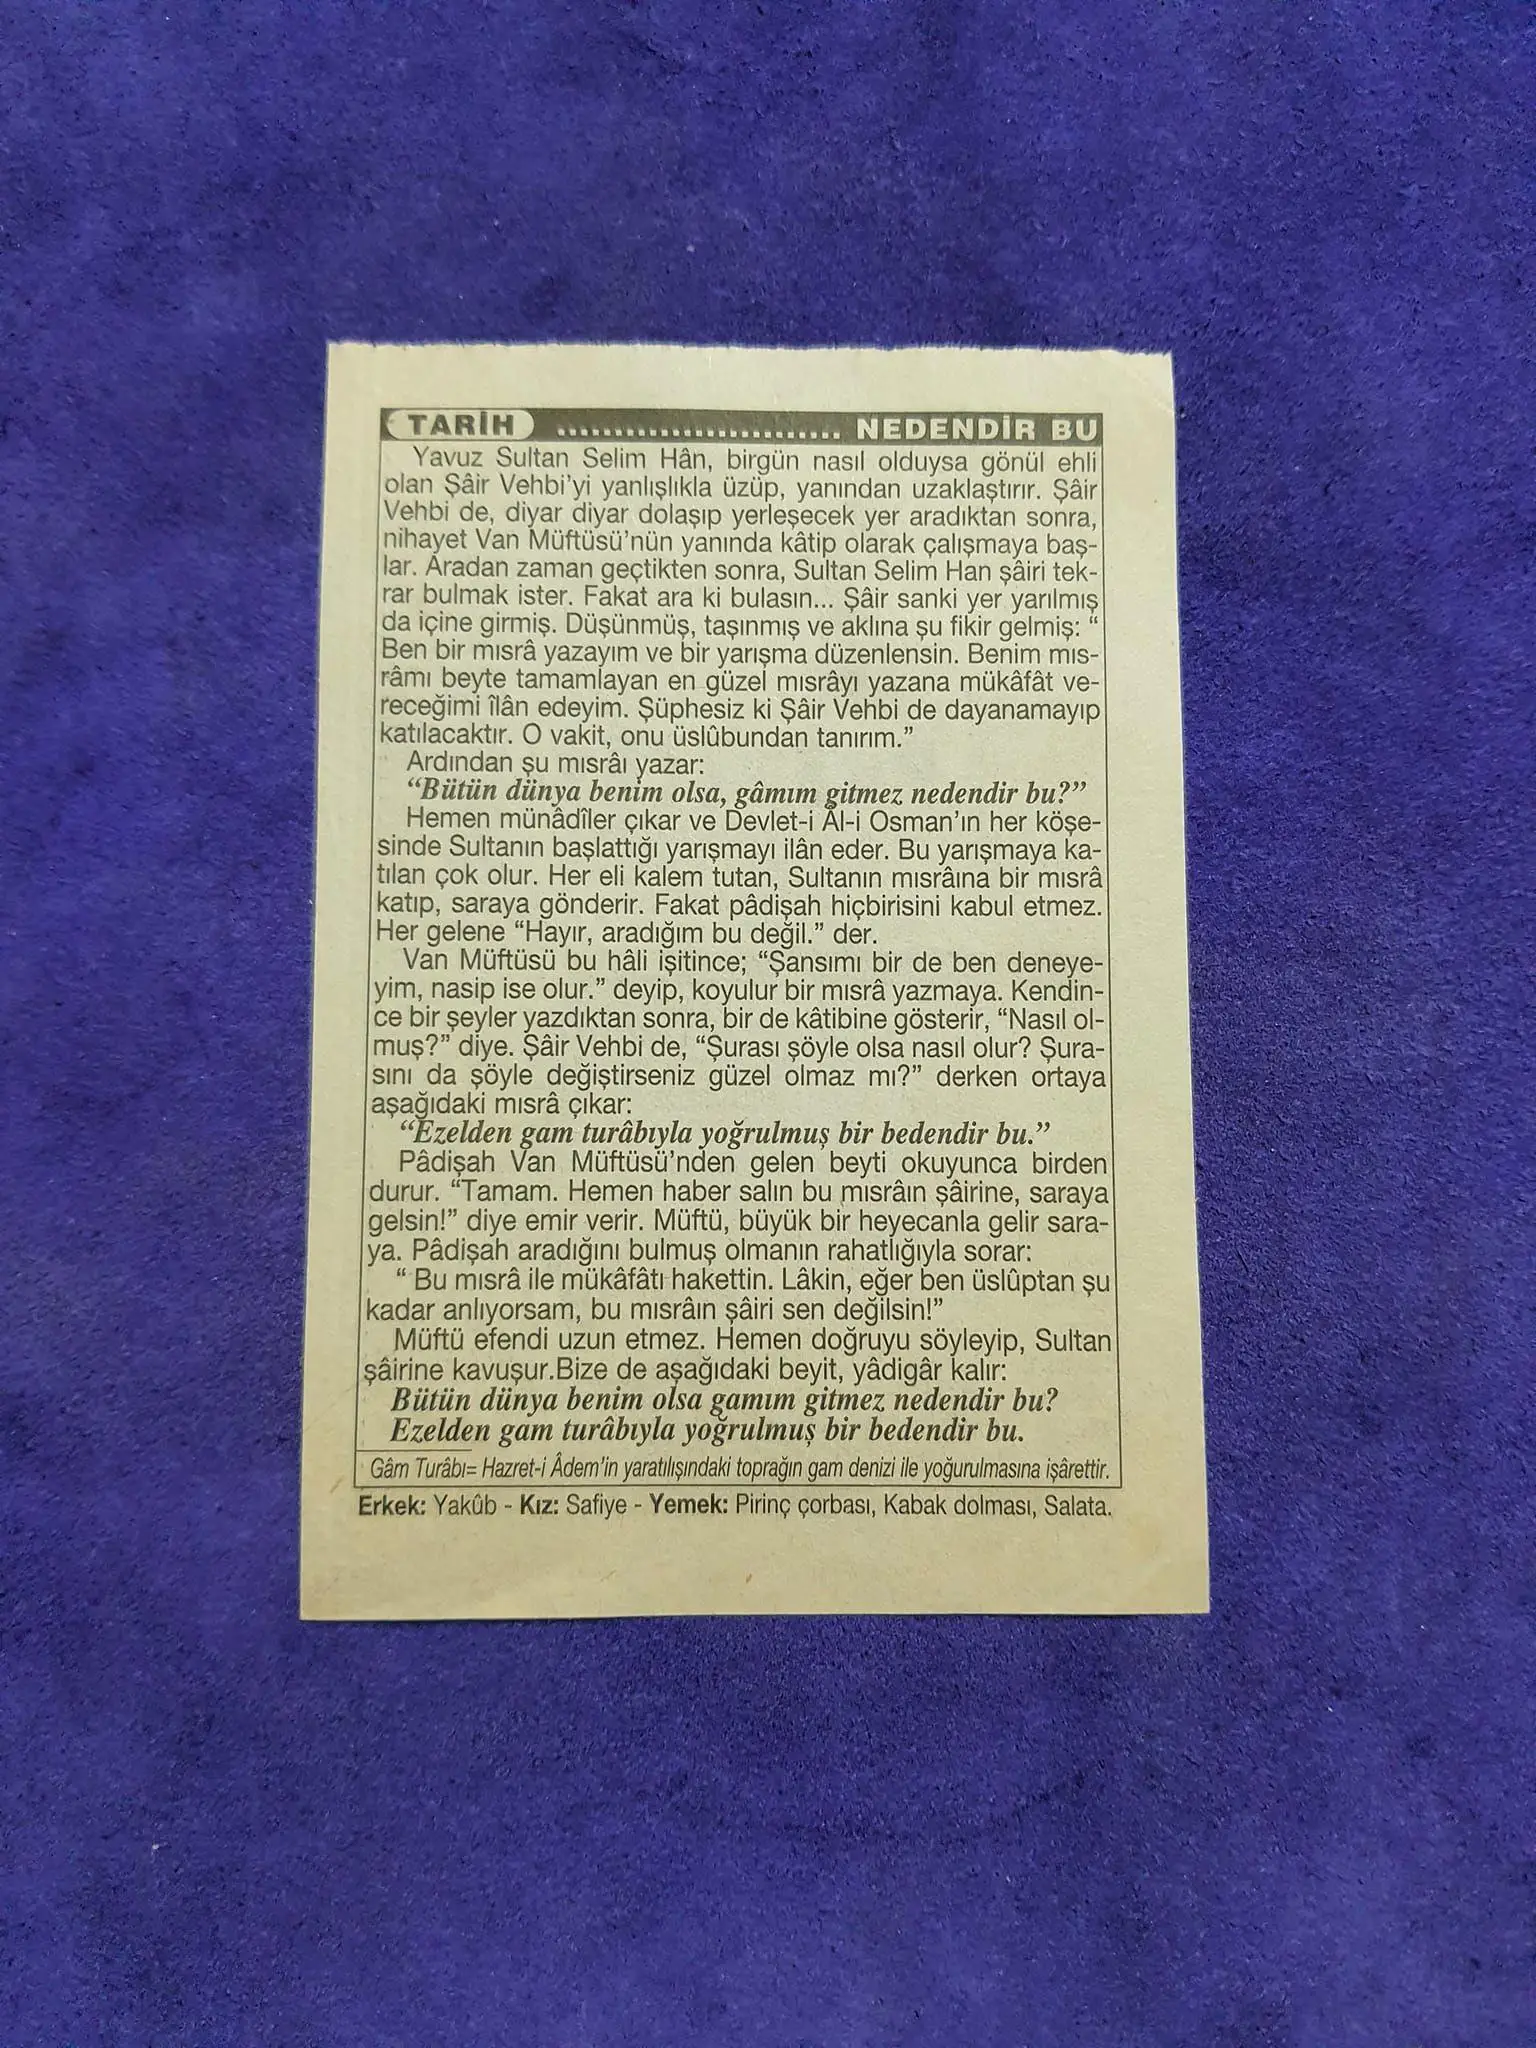 TARİH ......................... NEDENDİR BU
Yavuz Sultan Selim Hân, birgün nasıl olduysa gönül ehli
olan Şâir Vehbi’yi yanlışlıkla üzüp, yanından uzaklaştırır. Şâir
Vehbi de, diyar diyar dolaşıp yerleşecek yer aradıktan sonra,
nihayet Van Müftüsü’nün yanında kâtip olarak çalışmaya baş-
lar. Aradan zaman geçtikten sonra, Sultan Selim Han şâiri tek-
rar bulmak ister. Fakat ara ki bulasın... Şâir sanki yer yarılmış
da içine girmiş. Düşünmüş, taşınmış ve aklına şu fikir gelmiş: “
Ben bir mısrâ yazayım ve bir yarışma düzenlensin. Benim mıs-
râmı beyte tamamlayan en güzel mısrâyı yazana mükâfât ve-
receğimi îlân edeyim. Şüphesiz ki Şâir Vehbi de dayanamayıp
katılacaktır. O vakit, onu üslûbundan tanırım.”
Ardından şu mısrâı yazar:
“Bütün dünya benim olsa, gâmım gitmez nedendir bu?”
Hemen münâdîler çıkar ve Devlet-i Âl-i Osman’ın her köşe-
sinde Sultanın başlattığı yarışmayı ilân eder. Bu yarışmaya ka-
tılan çok olur. Her eli kalem tutan, Sultanın mısrâına bir mısrâ
katıp, saraya gönderir. Fakat pâdişah hiçbirisini kabul etmez.
Her gelene “Hayır, aradığım bu değil.” der.
Van Müftüsü bu hâli işitince; “Şansımı bir de ben deneye-
yim, nasip ise olur.” deyip, koyulur bir mısrâ yazmaya. Kendin-
ce bir şeyler yazdıktan sonra, bir de kâtibine gösterir, “Nasıl ol-
muş?” diye. Şâir Vehbi de, “Şurası şöyle olsa nasıl olur? Şura-
sını da şöyle değiştirseniz güzel olmaz mı?” derken ortaya
aşağıdaki mısrâ çıkar:
“Ezelden gam turâbıyla yoğrulmuş bir bedendir bu.”
Pâdişah Van Müftüsü’nden gelen beyti okuyunca birden
durur. “Tamam. Hemen haber salın bu mısrâın şâirine, saraya
gelsin!” diye emir verir. Müftü, büyük bir heyecanla gelir sara-
ya. Pâdişah aradığını bulmuş olmanın rahatlığıyla sorar:
“ Bu mısrâ ile mükâfâtı hakettin. Lâkin, eğer ben üslûptan şu
kadar anlıyorsam, bu mısrâın şâiri sen değilsin!”
Müftü efendi uzun etmez. Hemen doğruyu söyleyip, Sultan
şâirine kavuşur.Bize de aşağıdaki beyit, yâdigâr kalır:
Bütün dünya benim olsa gamım gitmez nedendir bu?
Ezelden gam turâbıyla yoğrulmuş bir bedendir bu.
Gâm Turâbı= Hazret-i Âdem’in yaratılışındaki toprağın gam denizi ile yoğurulmasına işârettir.
Erkek: Yakûb - Kız: Safiye - Yemek: Pirinç çorbası, Kabak dolması, Salata.